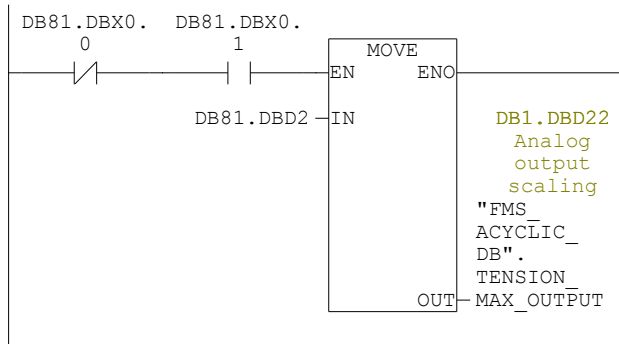 DB81.DBX0. DB81.DBX0.
0 1
MOVE
EN ENO
DB81.DBD2 IN
DB1.DBD22
Analog
output
scaling
"FMS_
ACYCLIC_
DB".
TENSION_
OUT MAX_OUTPUT